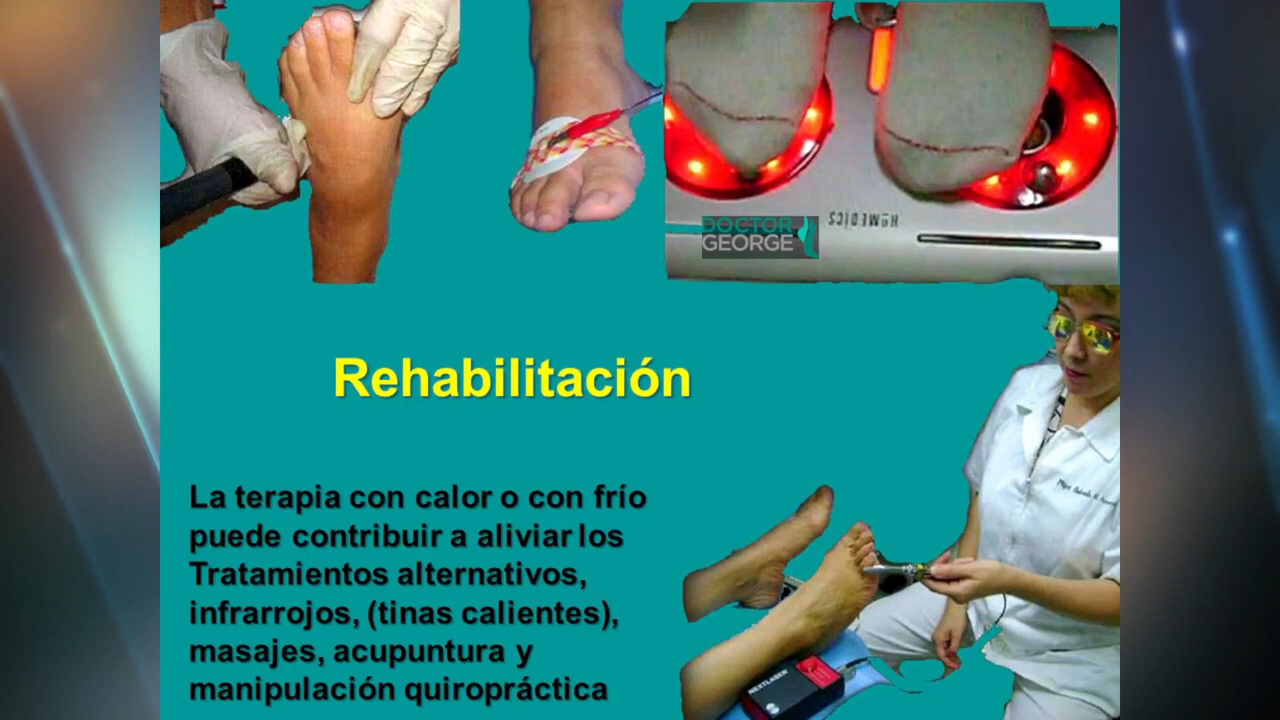 DOCTOR
GEORGE
HOMEDICS
Rehabilitación
La terapia con calor o con frío
puede contribuir a aliviar los
Tratamientos alternativos,
infrarrojos, (tinas calientes),
masajes, acupuntura y
manipulación quiropráctica
NEXTLASER